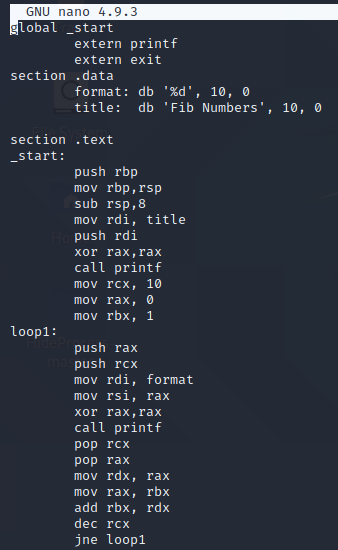 GNU nano 4.9.3
global _start
extern printf
extern exit
section .data
format: db '%d', 10, 0
title:  db 'Fib Numbers', 10, 0
section .text
_start:
push rbp
mov rbp,rsp
sub rsp,8
mov rdi, title
push rdi
xor rax,rax
call printf
mov rcx, 10
mov rax, 0
mov rbx, 1
loop1:
push rax
push rcx
mov rdi, format
mov rsi, rax
xor rax,rax
call printf
pop rcx
pop rax
mov rdx, rax
mov rax, rbx
add rbx, rdx
dec rcx
jne loop1